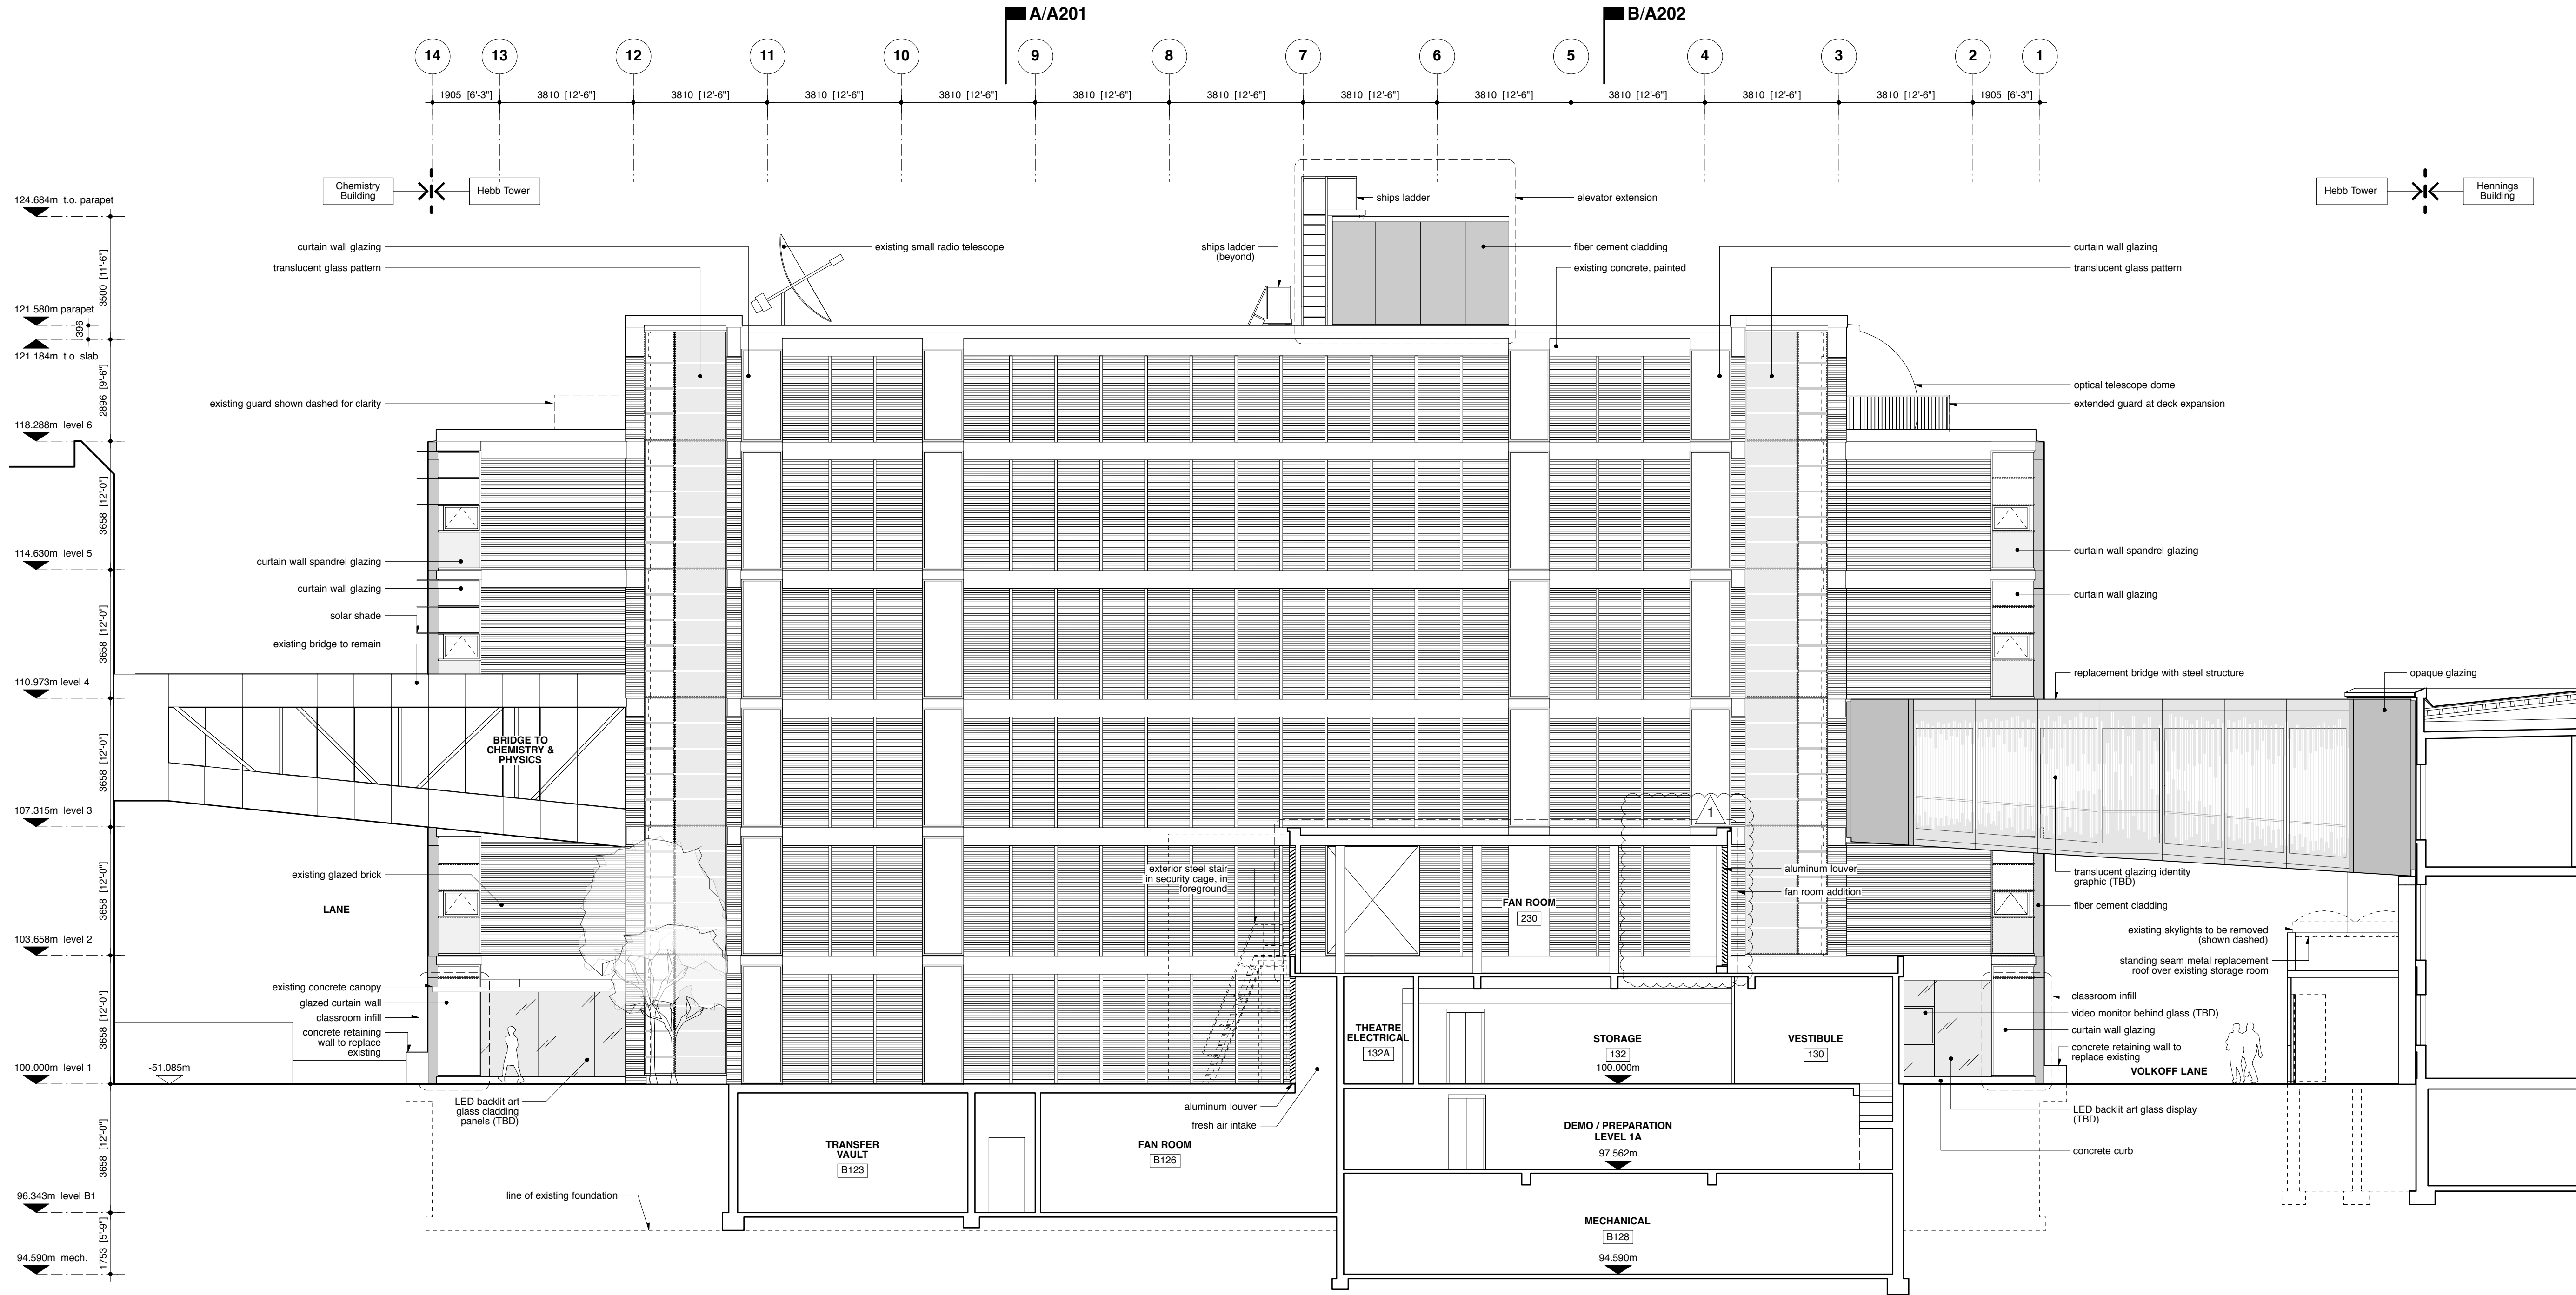 A/A201
B/A202
14
13
12
11
10
9
8
7
6
5
4
3
2
1
1905 [6'-3"]
3810 [12'-6"]
3810 [12'-6"]
3810 [12'-6"]
3810 [12'-6"]
3810 [12'-6"]
3810 [12'-6"]
3810 [12'-6"]
3810 [12'-6"]
3810 [12'-6"]
3810 [12'-6"]
3810 [12'-6"]
1905 [6'-3"]
Chemistry
Building
Hebb Tower
Hebb Tower
Hennings
Building
124.684m t.o. parapet
3500 [11'-6"]
121.580m parapet
396
121.184m t.o. slab
2896 [9'-6"]
118.288m level 6
3658 [12'-0"]
114.630m level 5
3658 [12'-0"]
110.973m level 4
3658 [12'-0"]
107.315m level 3
3658 [12'-0"]
103.658m level 2
3658 [12'-0"]
100.000m level 1
3658 [12'-0"]
96.343m level B1
1753 [5'-9"]
94.590m mech.
curtain wall glazing
translucent glass pattern
existing small radio telescope
ships ladder
(beyond)
ships ladder
elevator extension
fiber cement cladding
existing concrete, painted
curtain wall glazing
translucent glass pattern
existing guard shown dashed for clarity
optical telescope dome
extended guard at deck expansion
curtain wall spandrel glazing
curtain wall glazing
solar shade
existing bridge to remain
curtain wall spandrel glazing
curtain wall glazing
replacement bridge with steel structure
opaque glazing
BRIDGE TO
CHEMISTRY &
PHYSICS
1
existing glazed brick
LANE
exterior steel stair
in security cage, in
foreground
aluminum louver
fan room addition
FAN ROOM
230
translucent glazing identity
graphic (TBD)
fiber cement cladding
existing skylights to be removed
(shown dashed)
standing seam metal replacement
roof over existing storage room
existing concrete canopy
glazed curtain wall
classroom infill
concrete retaining
wall to replace
existing
-51.085m
THEATRE
ELECTRICAL
132A
STORAGE
132
100.000m
VESTIBULE
130
classroom infill
video monitor behind glass (TBD)
curtain wall glazing
concrete retaining wall to
replace existing
VOLKOFF LANE
LED backlit art
glass cladding
panels (TBD)
aluminum louver
fresh air intake
LED backlit art glass display
(TBD)
concrete curb
TRANSFER
VAULT
B123
FAN ROOM
B126
DEMO / PREPARATION
LEVEL 1A
97.562m
line of existing foundation
MECHANICAL
B128
94.590m